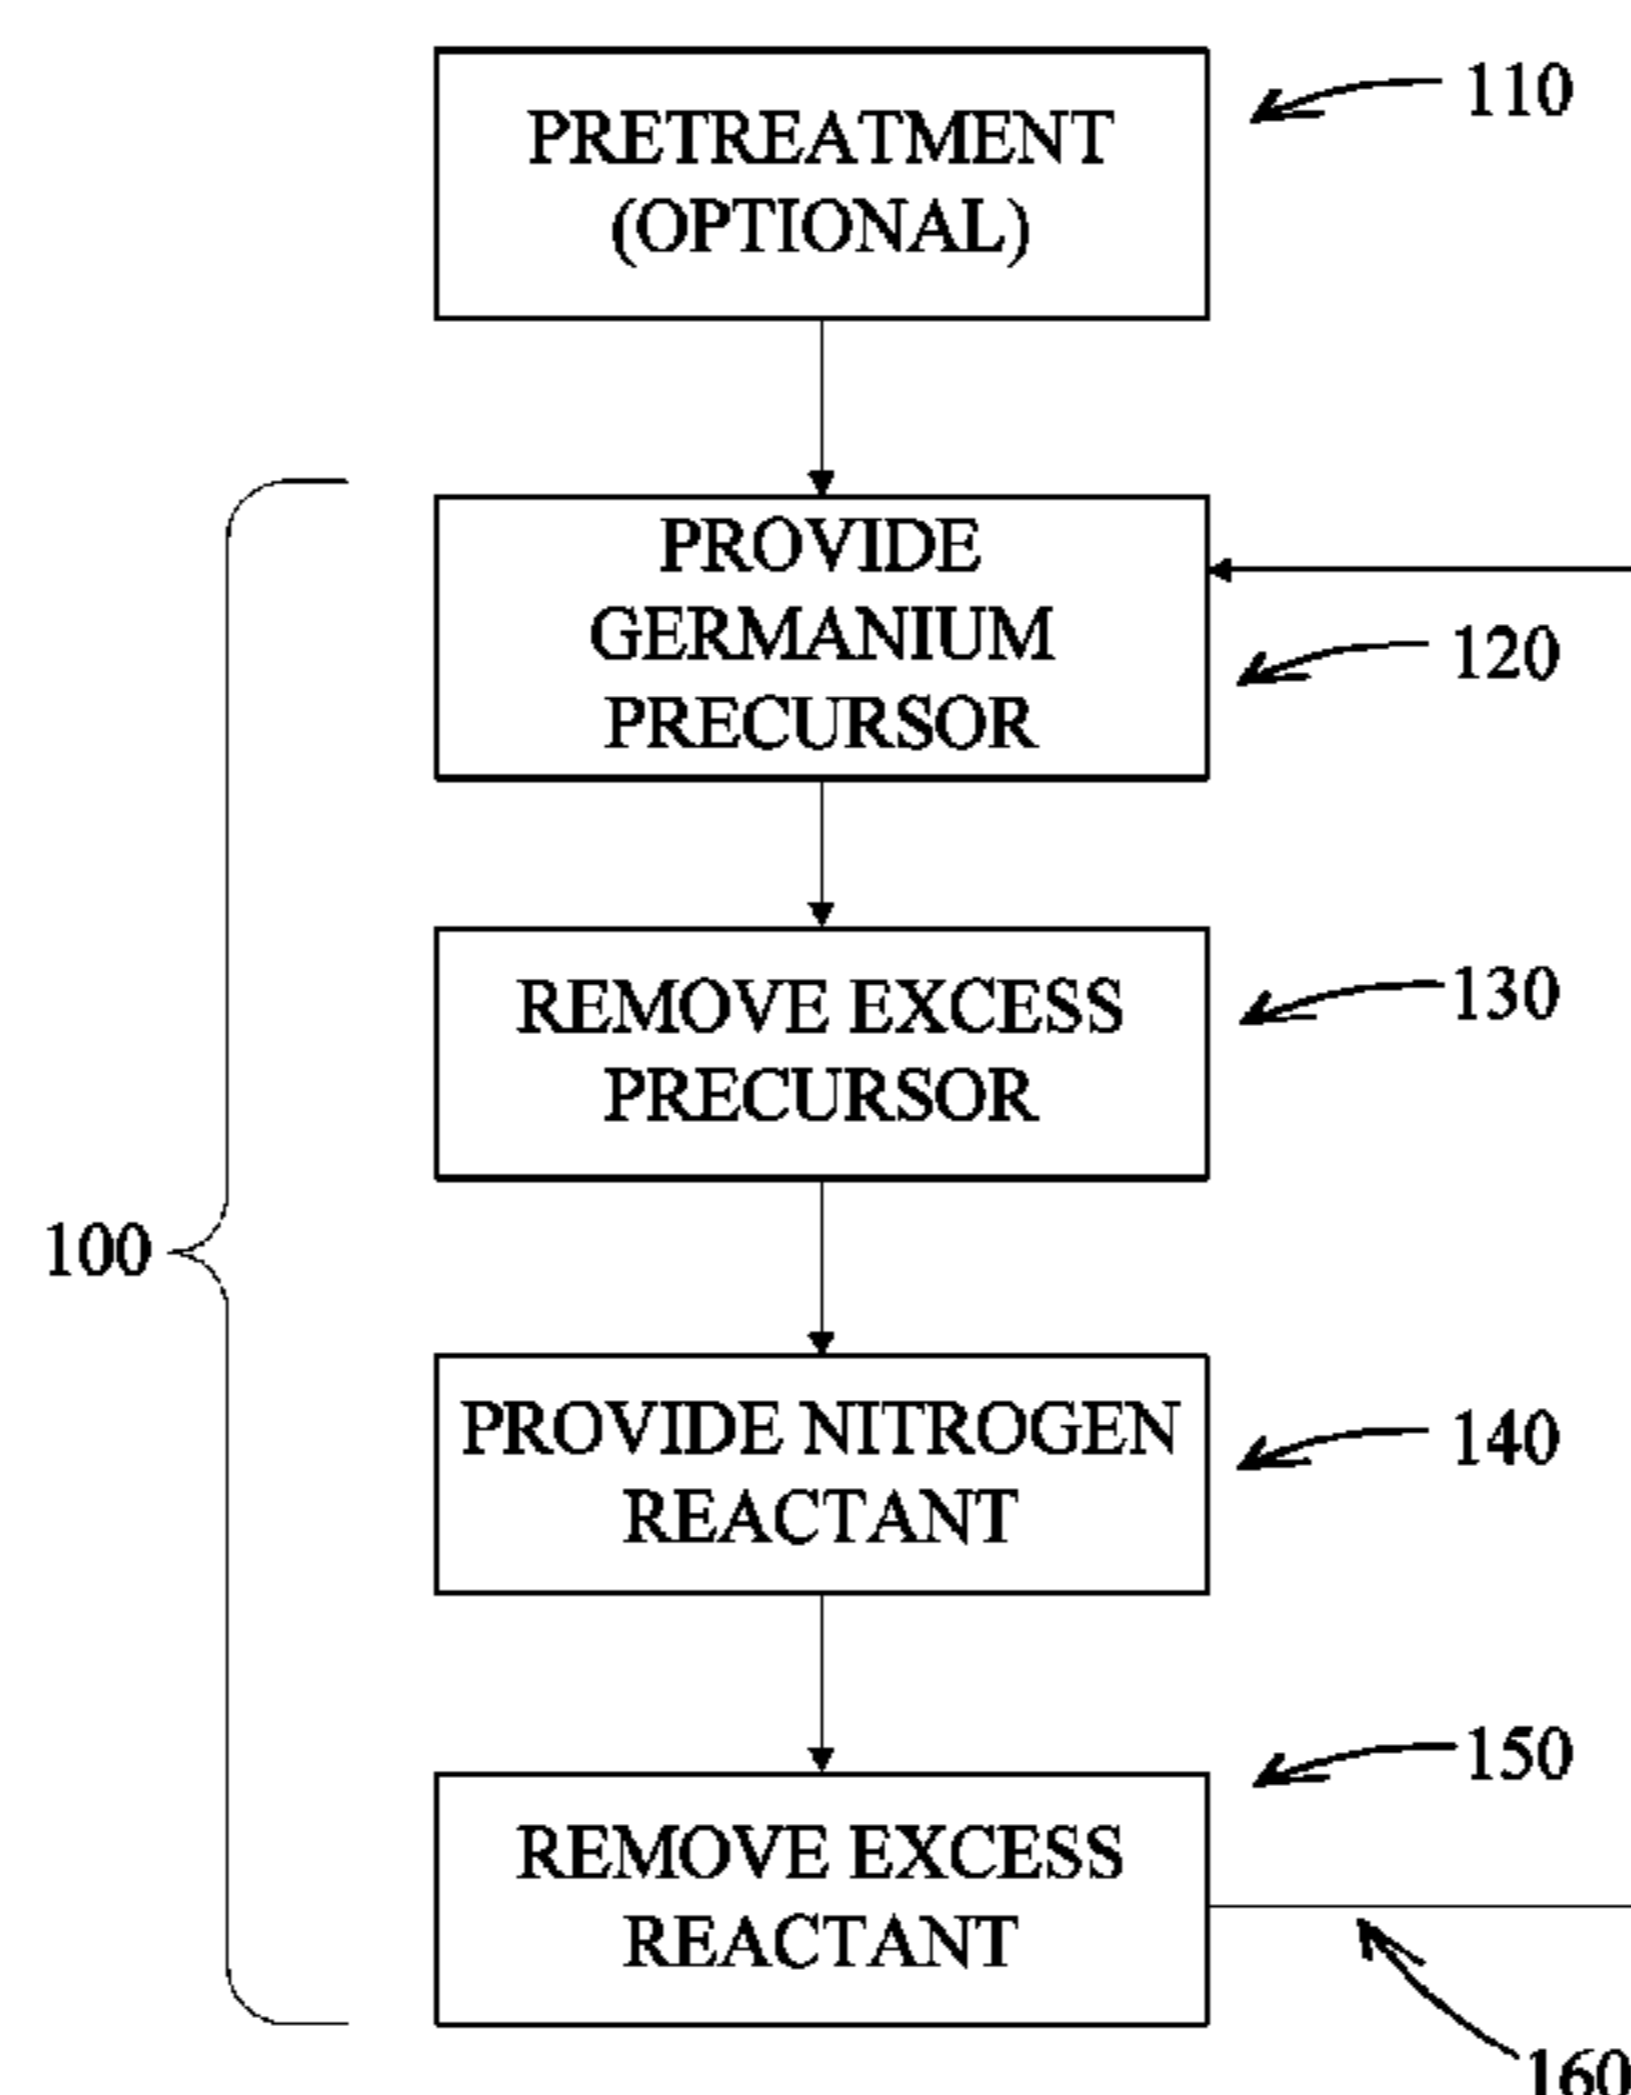 PRETREATMENT
(OPTIONAL)
110
PROVIDE
GERMANIUM
PRECURSOR
120
REMOVE EXCESS
PRECURSOR
130
100
PROVIDE NITROGEN
REACTANT
140
150
REMOVE EXCESS
REACTANT
160